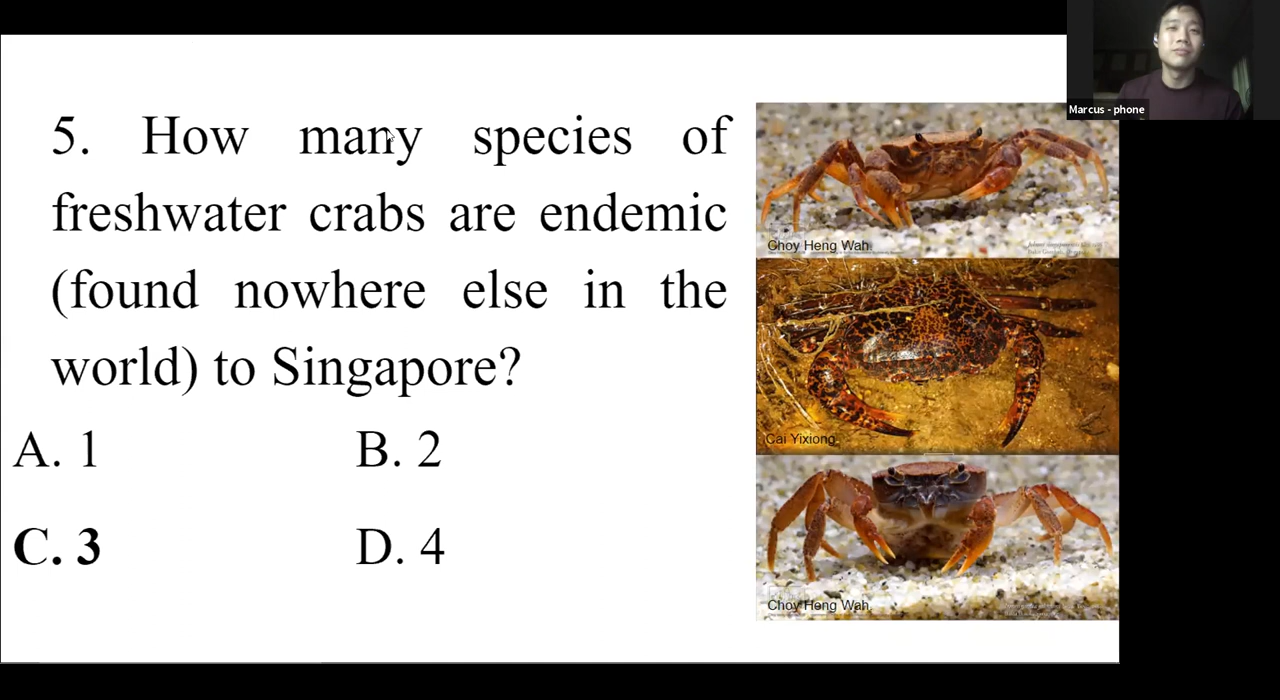 Marcus - phone
5. How many species of
freshwater crabs are endemic
(found nowhere else in the
world) to Singapore?
A. 1
B. 2
C. 3
D. 4
Choy Heng Wah.
Cai Yixiong
Choy Heng Wah.